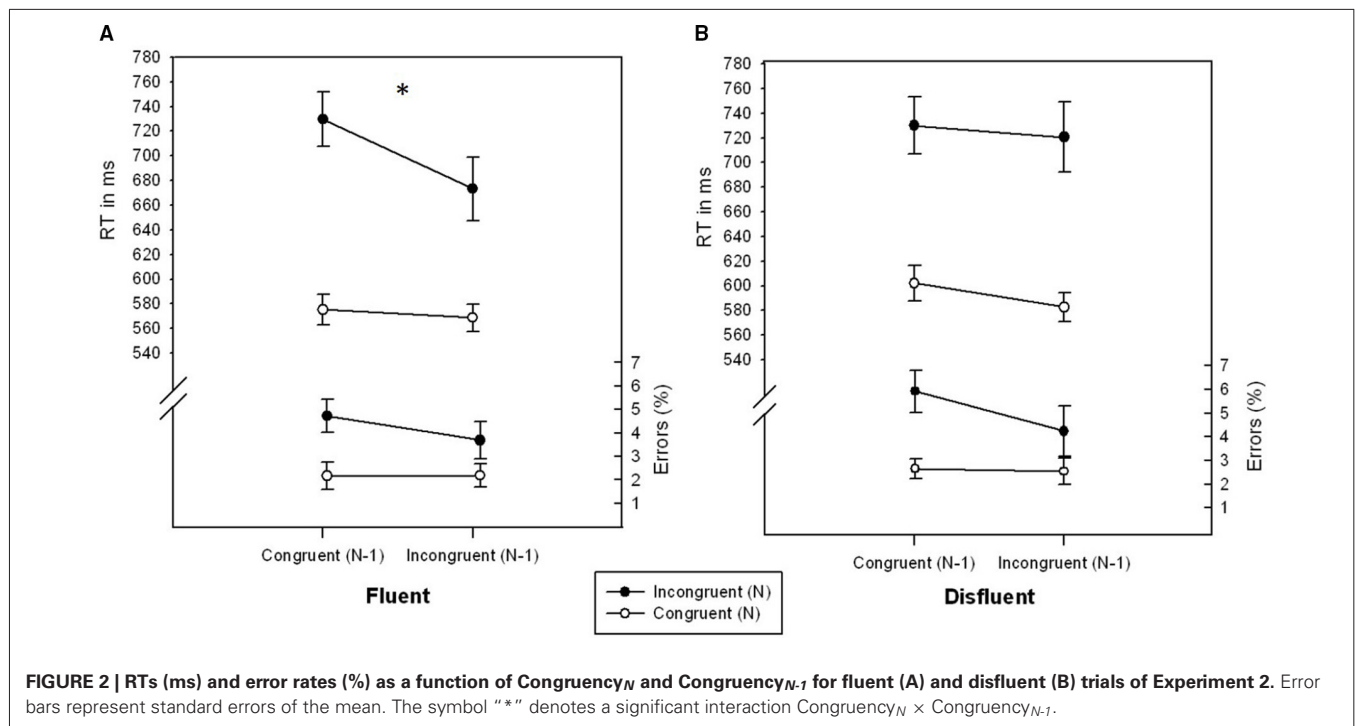 A
780
760
740
720
700
680
660
640
620
600
580
560
540
RT in ms
*
7
6
5
4
3
2
1
Errors (%)
Congruent (N-1) Incongruent (N-1)
Fluent
B
780
760
740
720
700
680
660
640
620
600
580
560
540
RT in ms
7
6
5
4
3
2
1
Errors (%)
Congruent (N-1) Incongruent (N-1)
Disfluent
Incongruent (N)
Congruent (N)
FIGURE 2 | RTs (ms) and error rates (%) as a function of CongruencyN and CongruencyN-1 for fluent (A) and disfluent (B) trials of Experiment 2. Error
bars represent standard errors of the mean. The symbol “*” denotes a significant interaction CongruencyN × CongruencyN-1.